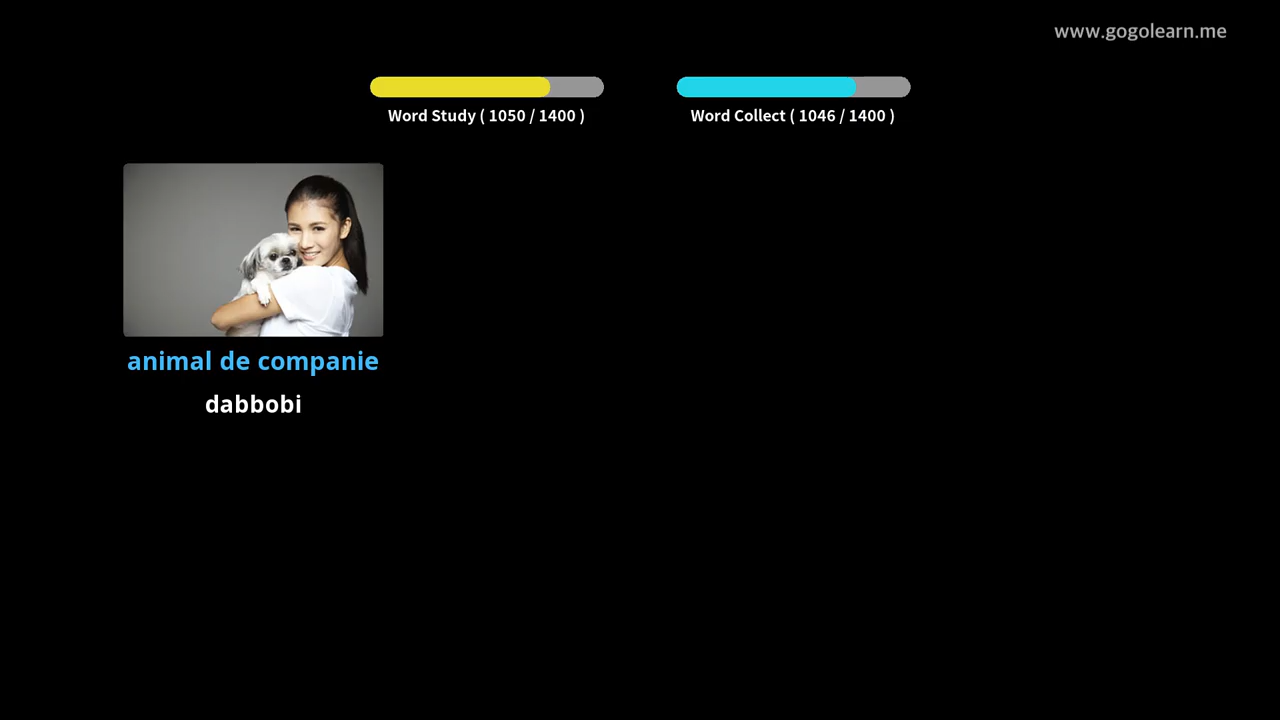 www.gogolearn.me
Word Study ( 1050 / 1400 )
Word Collect ( 1046 / 1400 )
animal de companie
dabbobi